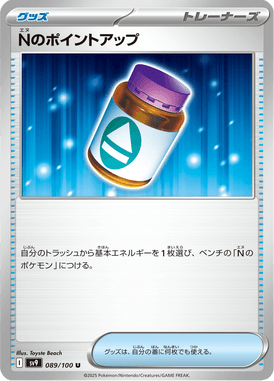 グッズ
トレーナーズ
エヌ
Nのポイントアップ
じぶん
きほん
まい えら
自分のトラッシュから基本エネルギーを1枚選び、ベンチの「Nの
ポケモン」につける。
Illus. Toyste Beach
I sv9 089/100 U
©2025 Pokémon/Nintendo/Creatures/GAME FREAK.
じぶん ばん なんまい つか
グッズは、自分の番に何枚でも使える。